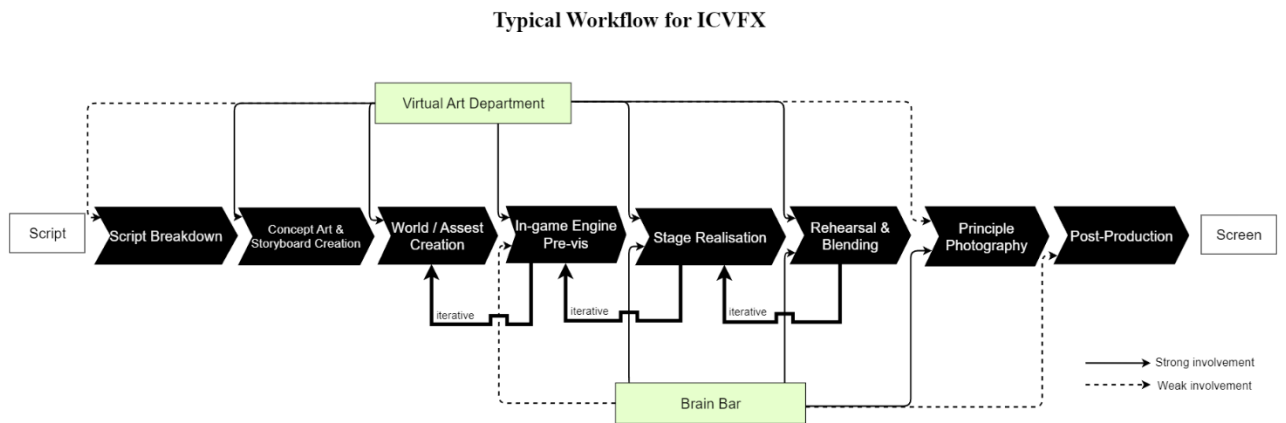 Typical Workflow for ICVFX
Virtual Art Department
Script
Script Breakdown
Concept Art &
Storyboard Creation
World / Assest
Creation
In-game Engine
Pre-vis
Stage Realisation
Rehearsal &
Blending
Principle
Photography
Post-Production
Screen
iterative
iterative
iterative
Strong involvement
Weak involvement
Brain Bar